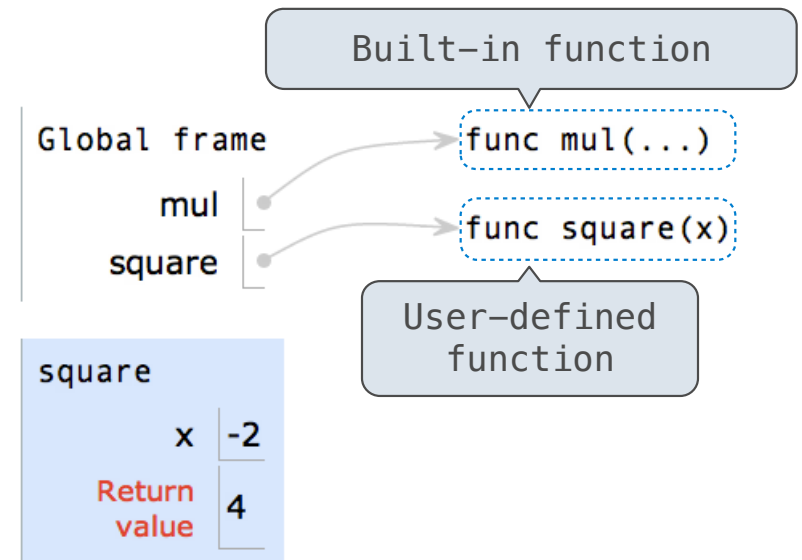 Built-in function
Global frame
func mul(...)
mul
func square(x)
square
User-defined
function
square
x -2
Return
value
4